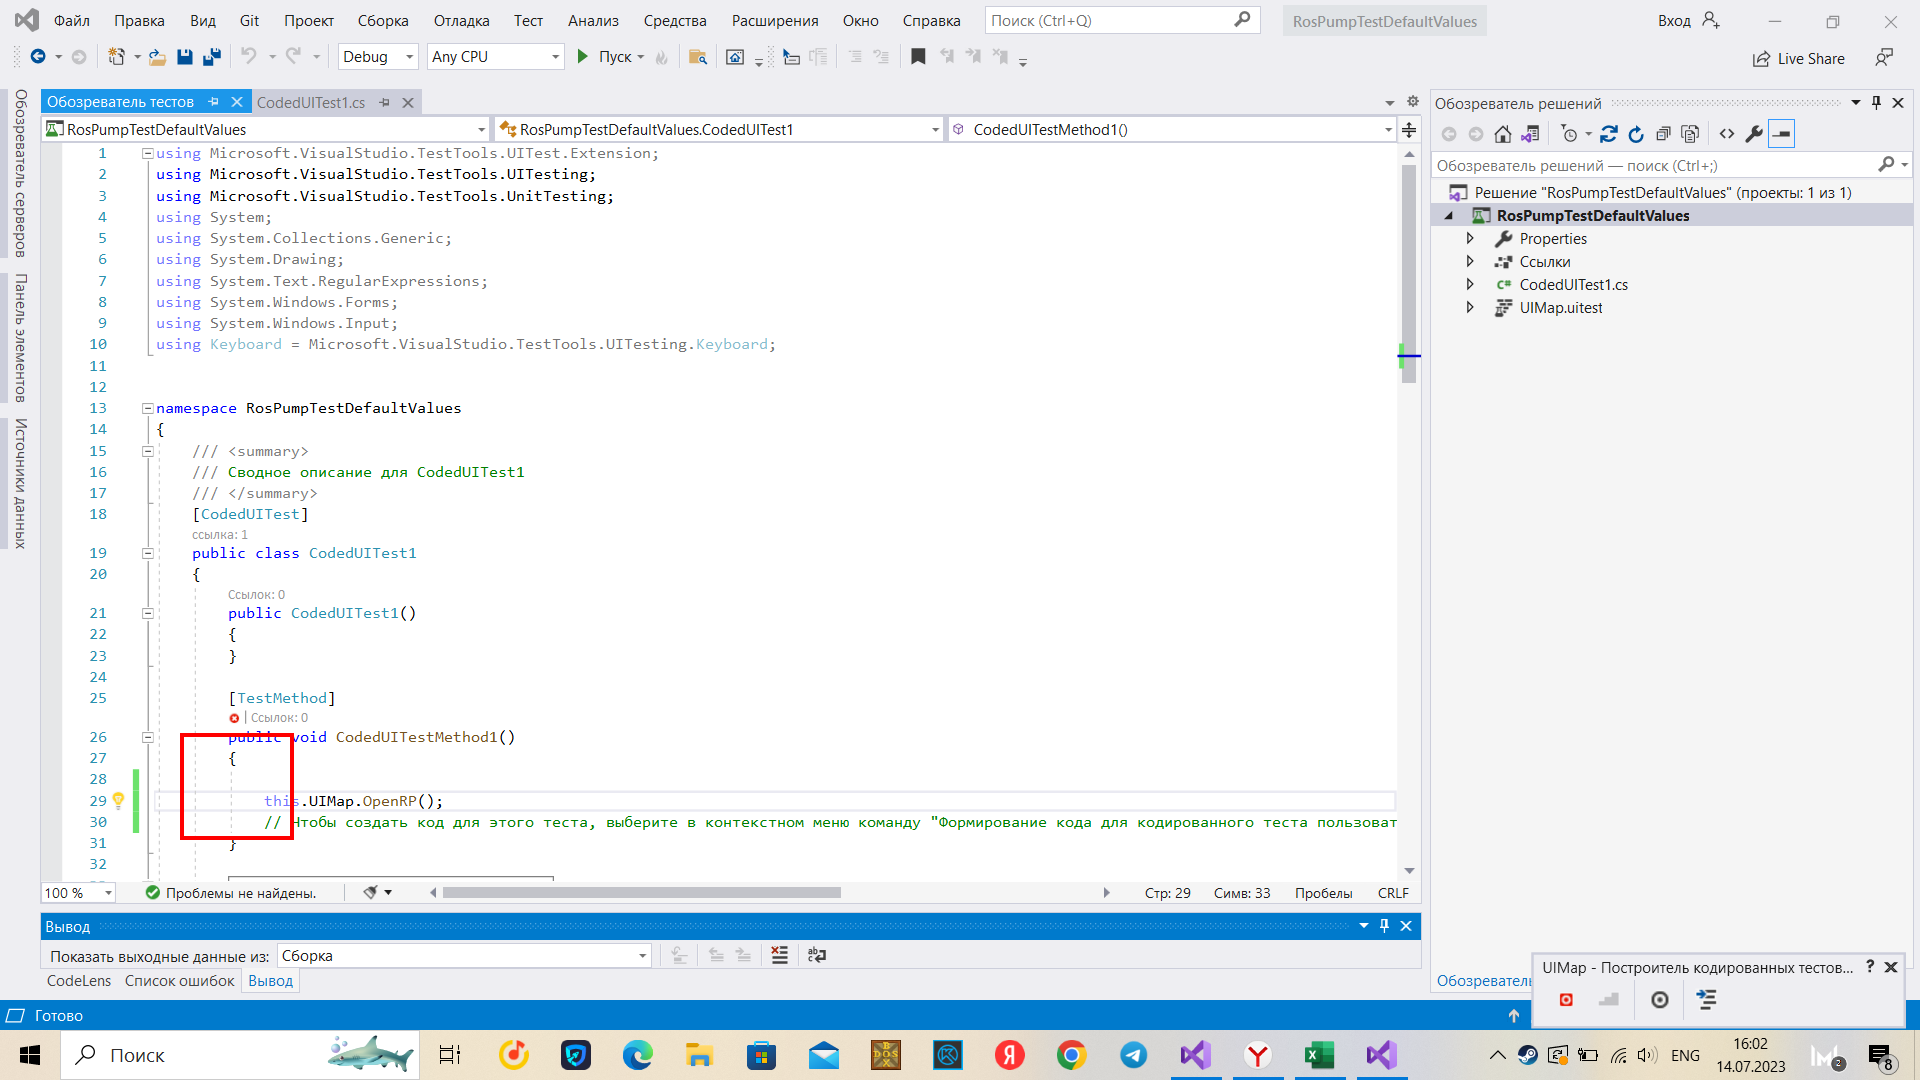 Файл Правка Вид Git Проект Сборка Отладка Тест Анализ Средства Расширения Окно Справка Поиск (Ctrl+Q) RosPumpTestDefaultValues Вход
Debug Any CPU Пуск Live Share
Обозреватель серверов
Панель элементов
Источники данных
Обозреватель тестов CodedUITest1.cs
RosPumpTestDefaultValues RosPumpTestDefaultValues.CodedUITest1 CodedUITestMethod1()
1 using Microsoft.VisualStudio.TestTools.UITest.Extension;
2 using Microsoft.VisualStudio.TestTools.UITesting;
3 using Microsoft.VisualStudio.TestTools.UnitTesting;
4 using System;
5 using System.Collections.Generic;
6 using System.Drawing;
7 using System.Text.RegularExpressions;
8 using System.Windows.Forms;
9 using System.Windows.Input;
10 using Keyboard = Microsoft.VisualStudio.TestTools.UITesting.Keyboard;
11
12
13 namespace RosPumpTestDefaultValues
14 {
15 /// <summary>
16 /// Сводное описание для CodedUITest1
17 /// </summary>
18 [CodedUITest]
ссылка: 1
19 public class CodedUITest1
20 {
Ссылок: 0
21 public CodedUITest1()
22 {
23 }
24
25 [TestMethod]
Ссылок: 0
26 public void CodedUITestMethod1()
27 {
28
29 this.UIMap.OpenRP();
30 // Чтобы создать код для этого теста, выберите в контекстном меню команду "Формирование кода для кодированного теста пользоват
31 }
32
100 % Проблемы не найдены. Стр: 29 Симв: 33 Пробелы CRLF
Вывод
Показать выходные данные из: Сборка
CodeLens Список ошибок Вывод
Обозреватель решений
Обозреватель решений — поиск (Ctrl+;)
Решение "RosPumpTestDefaultValues" (проекты: 1 из 1)
RosPumpTestDefaultValues
Properties
Ссылки
CodedUITest1.cs
UIMap.uitest
Обозреватель
UIMap - Построитель кодированных тестов... ?
Готово
Поиск
BOX
DOS
Я
Y
ENG
16:02
14.07.2023
2
8